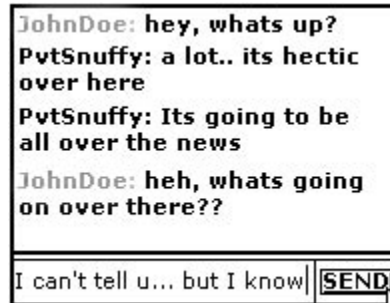 JohnDoe: hey, whats up?
PvtSnuffy: a lot.. its hectic
over here
PvtSnuffy: Its going to be
all over the news
JohnDoe: heh, whats going
on over there??
I can't tell u... but I know
SEND